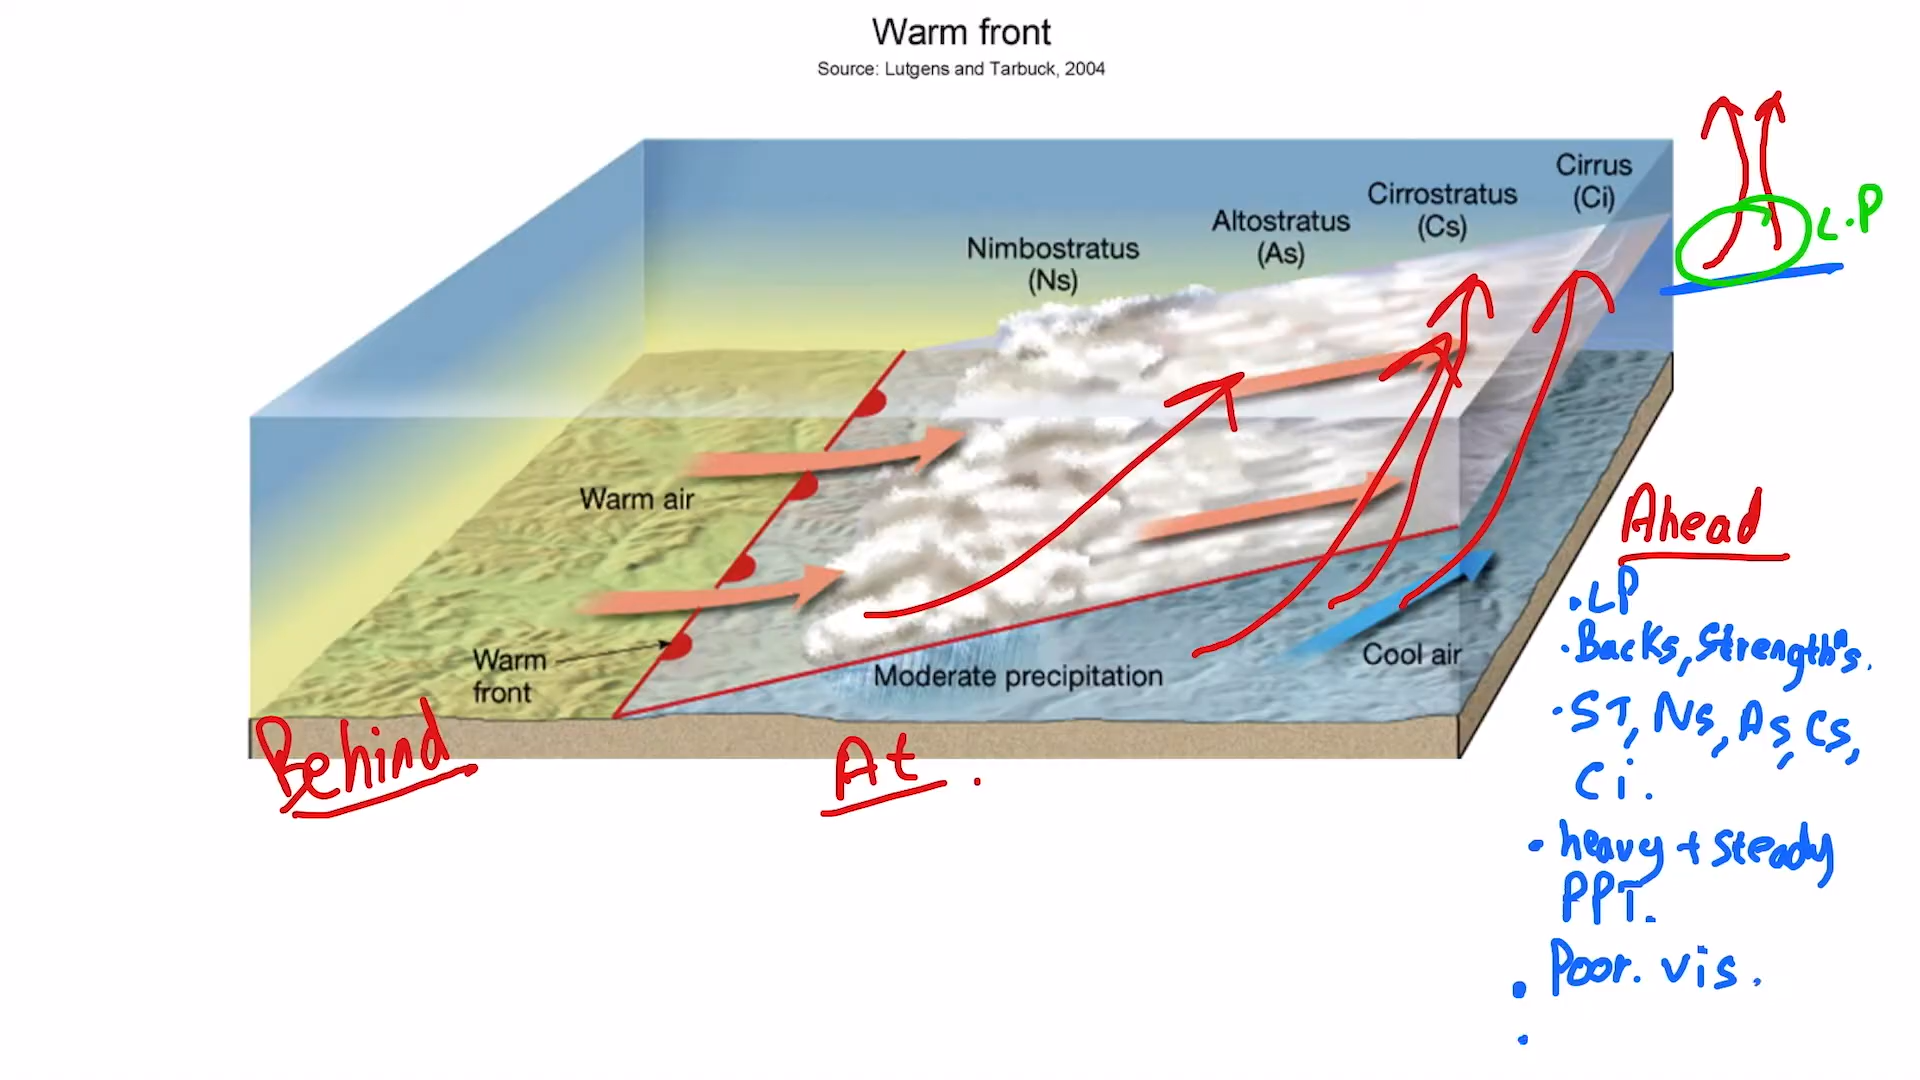 Warm front
Source: Lutgens and Tarbuck, 2004
Cirrus
(Ci)
Cirrostratus
(Cs)
Altostratus
(As)
Nimbostratus
(Ns)
L.P
Warm air
Warm
front
Moderate precipitation
Cool air
Behind
At .
Ahead
. LP
. Backs, Strength"s.
. ST, Ns, As, Cs,
Ci.
. heavy + Steady
PPT.
. Poor. vis.
.